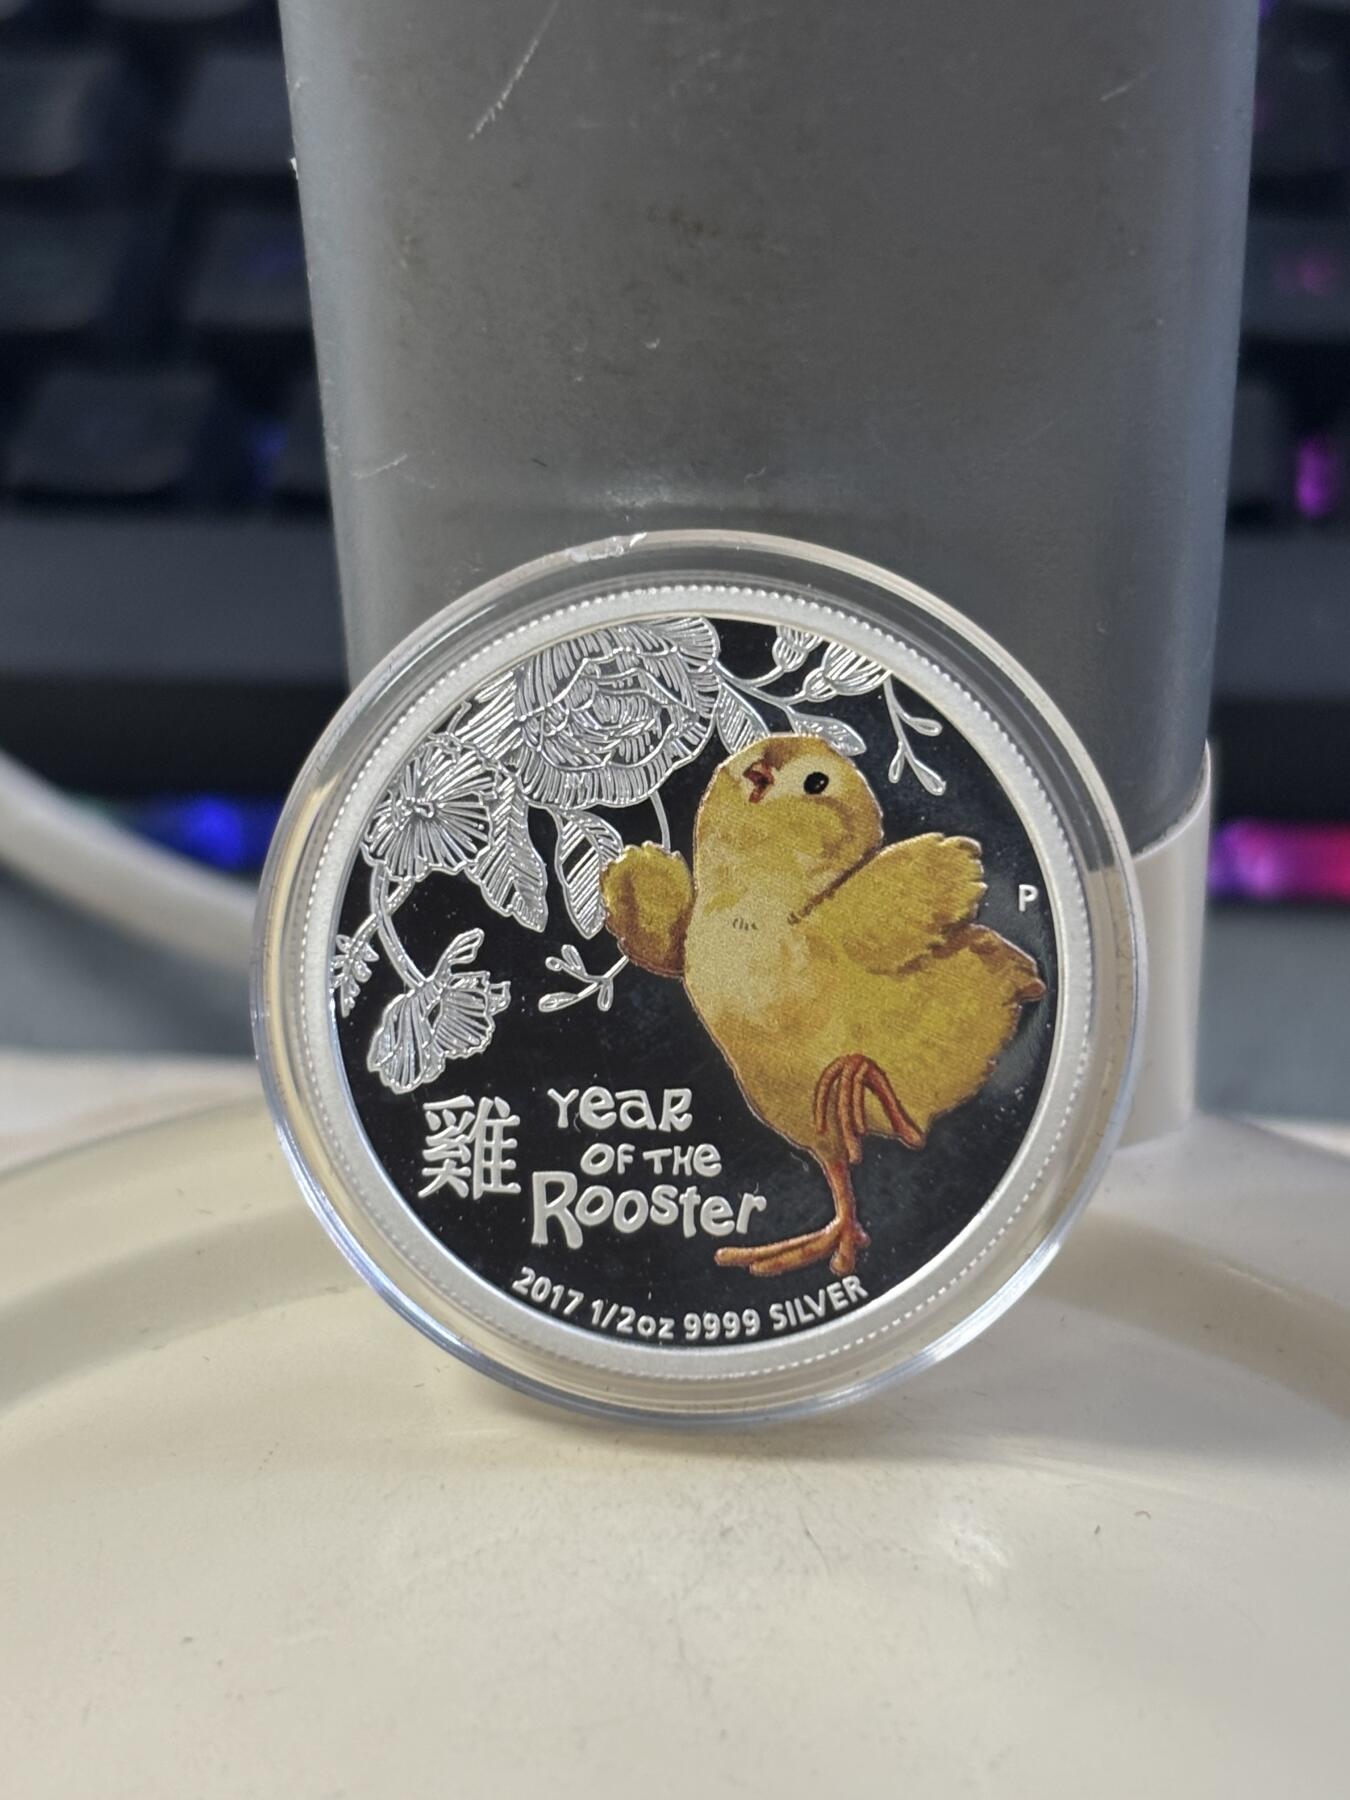 P
雞
Year
OF THE
Rooster
2017 1/2oz 9999 SILVER